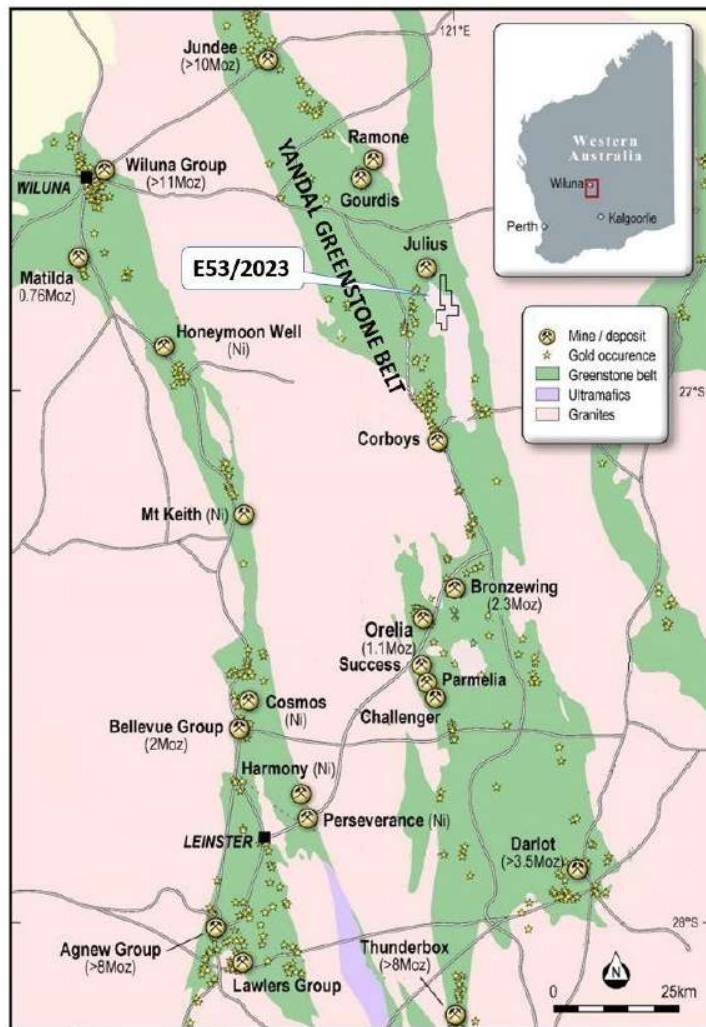 121°E
Jundee
(>10Moz)
Western
Australia
Wiluna
Kalgoorlie
Perth
Ramone
Gourdis
Wiluna Group
(>11Moz)
WILUNA
YANDAL GREENSTONE BELT
Julius
E53/2023
Matilda
0.76Moz)
Honeymoon Well
(Ni)
Mine / deposit
Gold occurence
Greenstone belt
Ultramafics
Granites
27°S
Corboys
Mt Keith (Ni)
Bronzewing
(2.3Moz)
Orelia
(1.1Moz)
Success
Parmelia
Challenger
Cosmos
(Ni)
Bellevue Group
(2Moz)
Harmony (Ni)
Perseverance (Ni)
LEINSTER
Darlot
(>3.5Moz)
28°S
Agnew Group
(>8Moz)
Lawlers Group
Thunderbox
(>8Moz)
N
0 25km